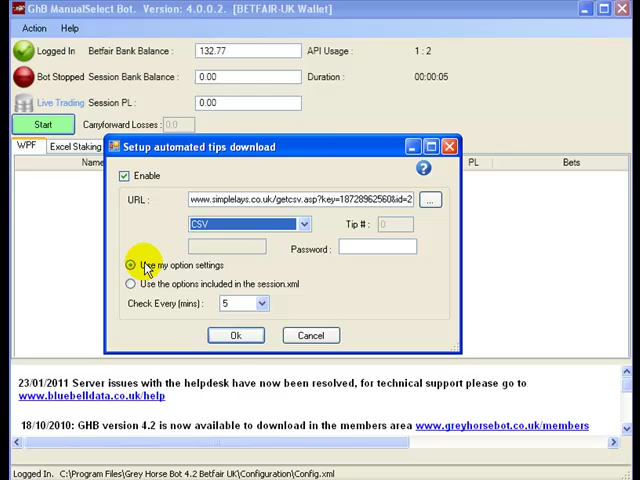 GhB ManualSelect Bot. Version: 4.0.0.2. [BETFAIR-UK Wallet]
Action Help
Logged In Betfair Bank Balance : 132.77 API Usage : 1 : 2
Bot Stopped Session Bank Balance : 0.00 Duration : 00:00:05
Live Trading Session PL : 0.00
Start Carryforward Losses : 0.0
WPF Excel Staking
Name PL Bets
Setup automated tips download
Enable
URL : www.simplelays.co.uk/getcsv.asp?key=18728962560&id=2 ...
CSV Tip # : 0
Password :
Use my option settings
Use the options included in the session.xml
Check Every (mins) : 5
Ok Cancel
23/01/2011 Server issues with the helpdesk have now been resolved, for technical support please go to
www.bluebelldata.co.uk/help
18/10/2010: GHB version 4.2 is now available to download in the members area www.greyhorsebot.co.uk/members
Logged In. C:\Program Files\Grey Horse Bot 4.2 Betfair UK\Configuration\Config.xml